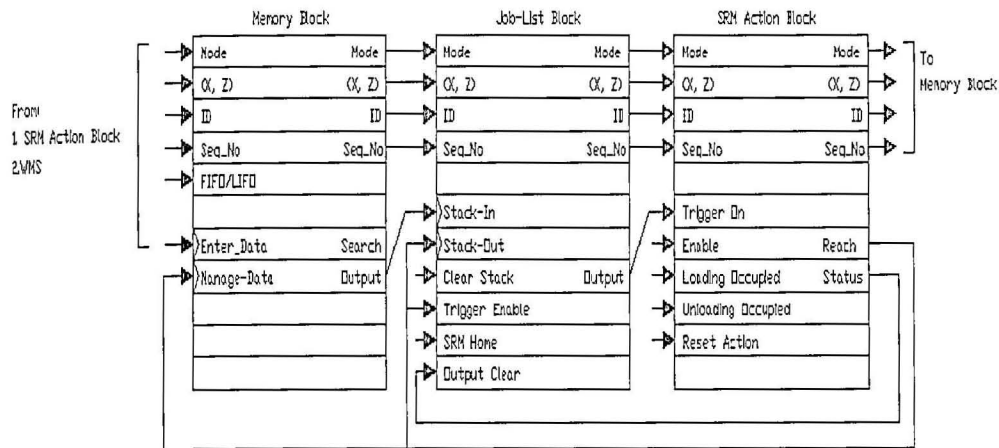 Memory Block
Job-List Block
SRM Action Block
From:
1. SRM Action Block
2.WMS
Mode Mode
(X, Z) (X, Z)
ID ID
Seq_No Seq_No
FIFO/LIFO
Enter_Data Search
Manage-Data Output
Mode Mode
(X, Z) (X, Z)
ID ID
Seq_No Seq_No
Stack-In
Stack-Out
Clear Stack Output
Trigger Enable
SRM Home
Output Clear
Mode Mode
(X, Z) (X, Z)
ID ID
Seq_No Seq_No
Trigger On
Enable Reach
Loading Occupied Status
Unloading Occupied
Reset Action
To
Memory Block